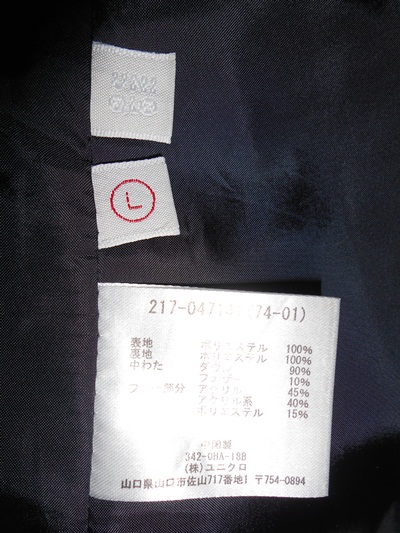 L
217-047141(74-01)
表地 ポリエステル 100%
裏地 ポリエステル 100%
中わた ダウン 90%
フェザー 10%
ファー部分 アクリル 45%
アクリル系 40%
ポリエステル 15%
中国製
342-OHA-18B
(株)ユニクロ
山口県山口市佐山717番地1 〒754-0894